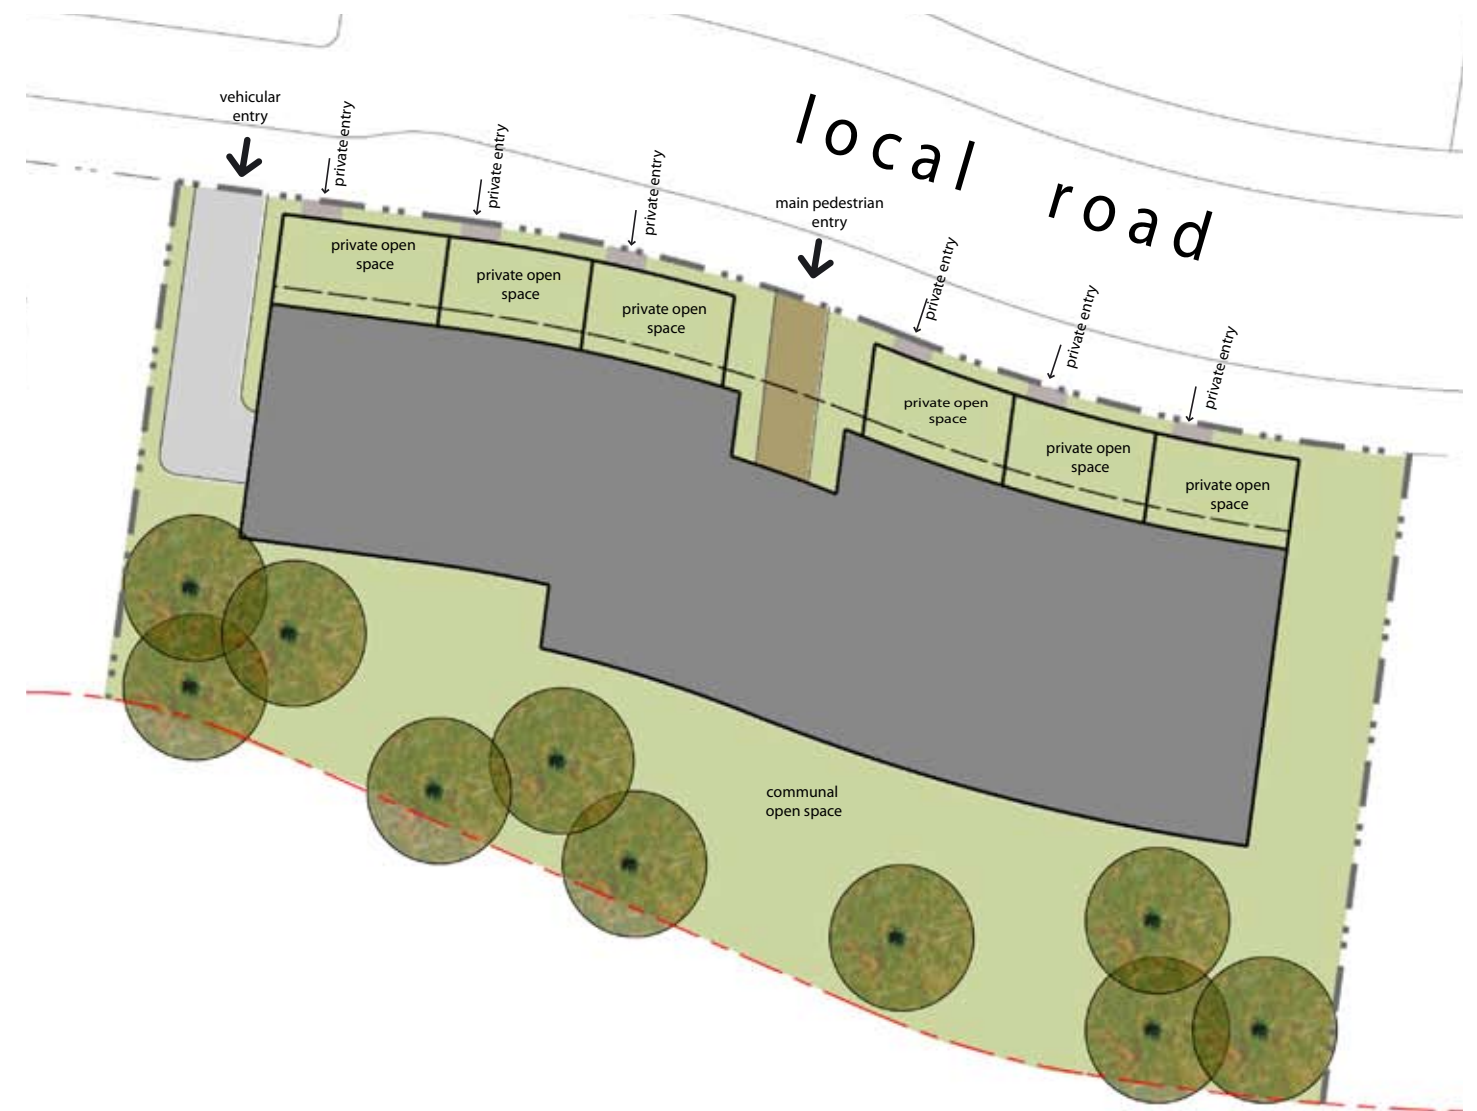 vehicular
entry
private entry
private entry
private entry
local road
main pedestrian
entry
private entry
private entry
private entry
private open
space
private open
space
private open
space
private open
space
private open
space
private open
space
communal
open space